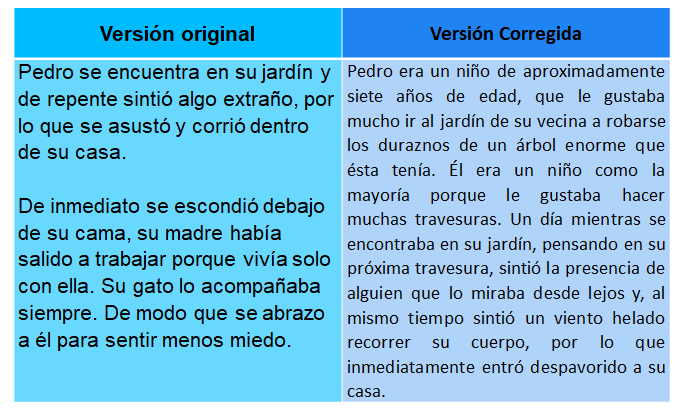 Versión original
Pedro se encuentra en su jardín y
de repente sintió algo extraño, por
lo que se asustó y corrió dentro
de su casa.
De inmediato se escondió debajo
de su cama, su madre había
salido a trabajar porque vivía solo
con ella. Su gato lo acompañaba
siempre. De modo que se abrazo
a él para sentir menos miedo.
Versión Corregida
Pedro era un niño de aproximadamente
siete años de edad, que le gustaba
mucho ir al jardín de su vecina a robarse
los duraznos de un árbol enorme que
ésta tenía. Él era un niño como la
mayoría porque le gustaba hacer
muchas travesuras. Un día mientras se
encontraba en su jardín, pensando en su
próxima travesura, sintió la presencia de
alguien que lo miraba desde lejos y, al
mismo tiempo sintió un viento helado
recorrer su cuerpo, por lo que
inmediatamente entró despavorido a su
casa.